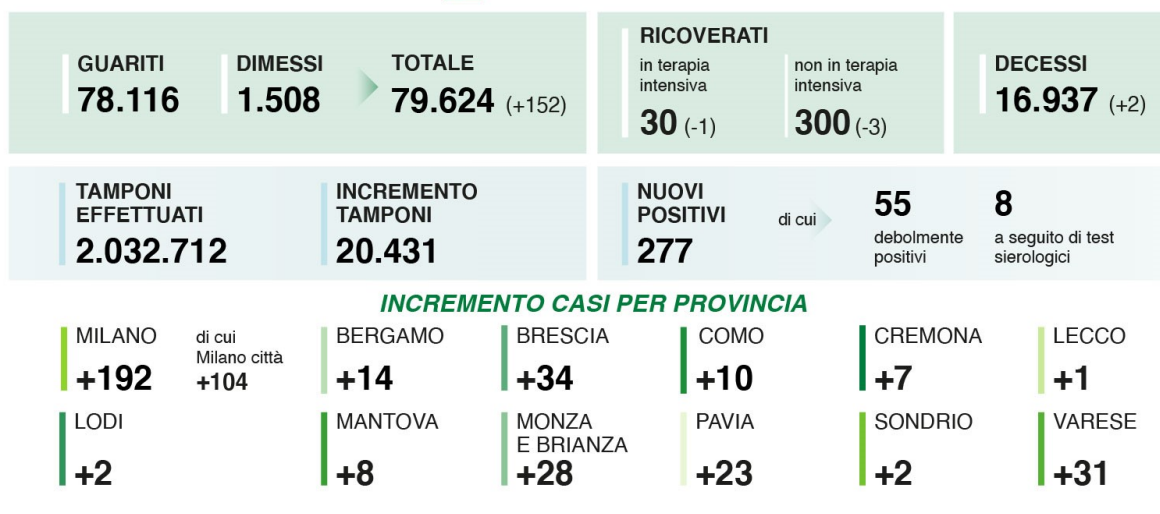 GUARITI
78.116
DIMESSI
1.508
TOTALE
79.624 (+152)
RICOVERATI
in terapia
intensiva
30 (-1)
non in terapia
intensiva
300 (-3)
DECESSI
16.937 (+2)
TAMPONI
EFFETTUATI
2.032.712
INCREMENTO
TAMPONI
20.431
NUOVI
POSITIVI
277
di cui
55
debolmente
positivi
8
a seguito di test
sierologici
INCREMENTO CASI PER PROVINCIA
MILANO
+192
di cui
Milano città
+104
BERGAMO
+14
BRESCIA
+34
COMO
+10
CREMONA
+7
LECCO
+1
LODI
+2
MANTOVA
+8
MONZA
E BRIANZA
+28
PAVIA
+23
SONDRIO
+2
VARESE
+31